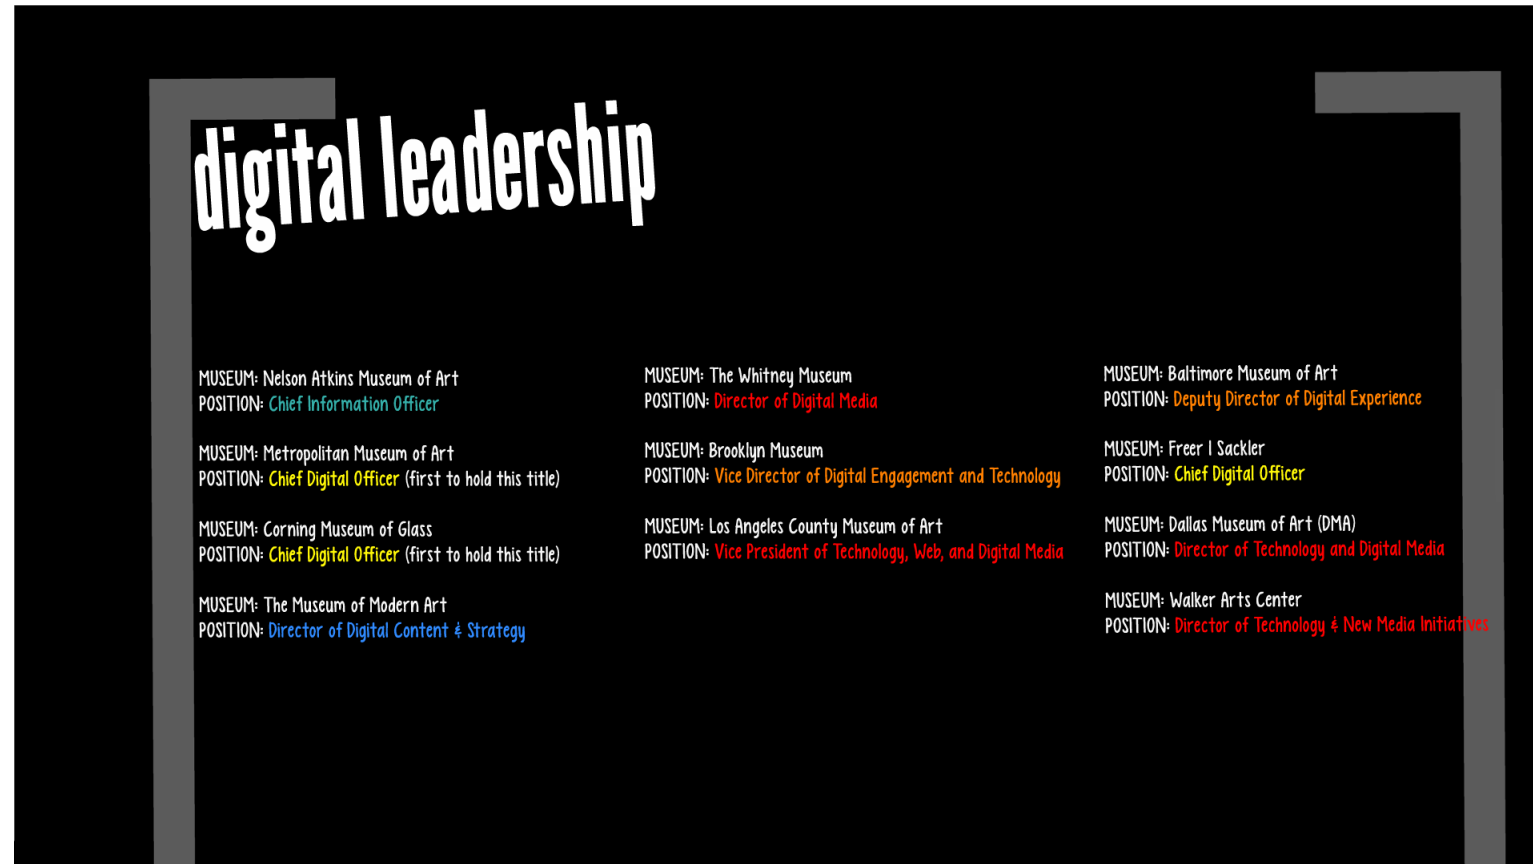 digital leadership
MUSEUM: Nelson Atkins Museum of Art
POSITION: Chief Information Officer
MUSEUM: Metropolitan Museum of Art
POSITION: Chief Digital Officer (first to hold this title)
MUSEUM: Corning Museum of Glass
POSITION: Chief Digital Officer (first to hold this title)
MUSEUM: The Museum of Modern Art
POSITION: Director of Digital Content & Strategy
MUSEUM: The Whitney Museum
POSITION: Director of Digital Media
MUSEUM: Brooklyn Museum
POSITION: Vice Director of Digital Engagement and Technology
MUSEUM: Los Angeles County Museum of Art
POSITION: Vice President of Technology, Web, and Digital Media
MUSEUM: Baltimore Museum of Art
POSITION: Deputy Director of Digital Experience
MUSEUM: Freer | Sackler
POSITION: Chief Digital Officer
MUSEUM: Dallas Museum of Art (DMA)
POSITION: Director of Technology and Digital Media
MUSEUM: Walker Arts Center
POSITION: Director of Technology & New Media Initiatives